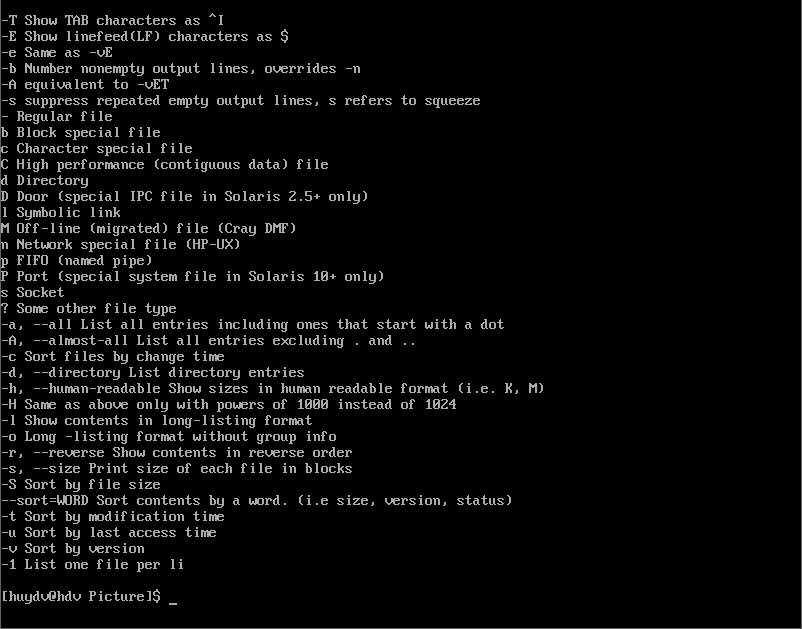 -T Show TAB characters as ^I
-E Show linefeed(LF) characters as $
-e Same as -vE
-b Number nonempty output lines, overrides -n
-A equivalent to -vET
-s suppress repeated empty output lines, s refers to squeeze
- Regular file
b Block special file
c Character special file
C High performance (contiguous data) file
d Directory
D Door (special IPC file in Solaris 2.5+ only)
l Symbolic link
M Off-line (migrated) file (Cray DMF)
n Network special file (HP-UX)
p FIFO (named pipe)
P Port (special system file in Solaris 10+ only)
s Socket
? Some other file type
-a, --all List all entries including ones that start with a dot
-A, --almost-all List all entries excluding . and ..
-c Sort files by change time
-d, --directory List directory entries
-h, --human-readable Show sizes in human readable format (i.e. K, M)
-H Same as above only with powers of 1000 instead of 1024
-l Show contents in long-listing format
-o Long -listing format without group info
-r, --reverse Show contents in reverse order
-s, --size Print size of each file in blocks
-S Sort by file size
--sort=WORD Sort contents by a word. (i.e size, version, status)
-t Sort by modification time
-u Sort by last access time
-v Sort by version
-1 List one file per li
[huydv@hdv Picture]$ _